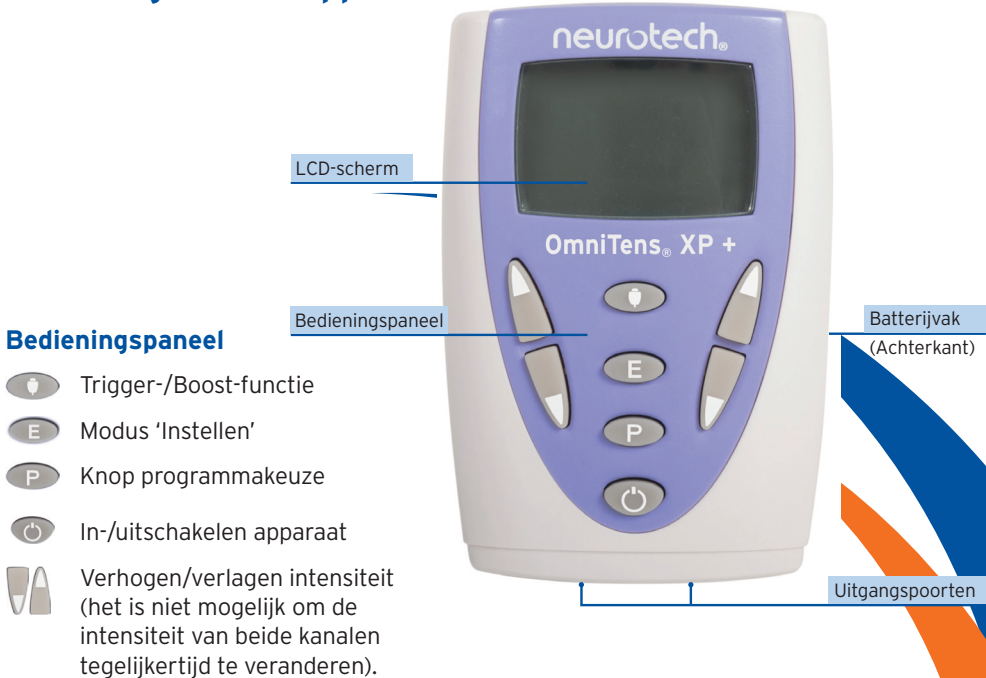 neurotech®
LCD-scherm
OmniTens® XP +
Bedieningspaneel
Batterijvak
(Achterkant)
E
P
Uitgangspoorten
Bedieningspaneel
Trigger-/Boost-functie
E Modus ‘Instellen’
P Knop programmakeuze
In-/uitschakelen apparaat
Verhogen/verlagen intensiteit
(het is niet mogelijk om de
intensiteit van beide kanalen
tegelijkertijd te veranderen).